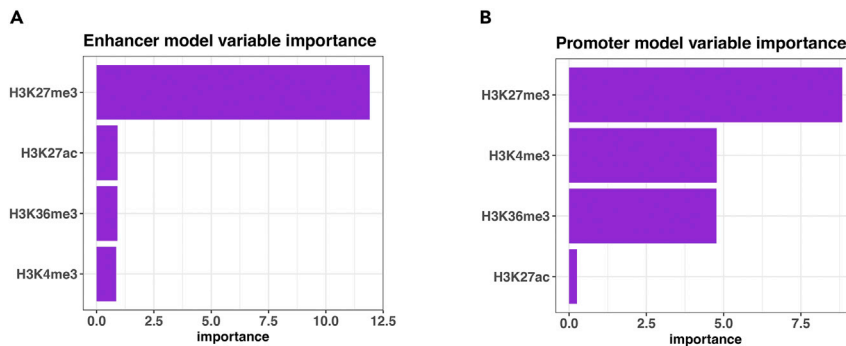 A
Enhancer model variable importance
H3K27me3
H3K27ac
H3K36me3
H3K4me3
0.0 2.5 5.0 7.5 10.0 12.5
importance
B
Promoter model variable importance
H3K27me3
H3K4me3
H3K36me3
H3K27ac
0.0 2.5 5.0 7.5
importance